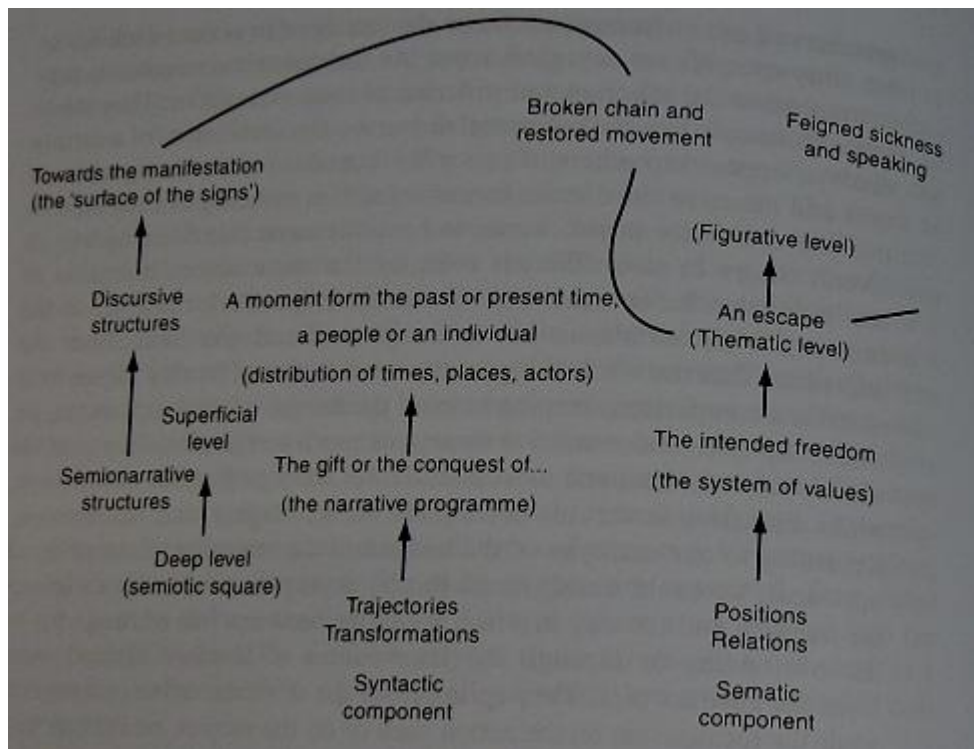 Broken chain and
restored movement
Feigned sickness
and speaking
Towards the manifestation
(the 'surface of the signs')
(Figurative level)
Discursive
structures
A moment form the past or present time,
a people or an individual
(distribution of times, places, actors)
An escape
(Thematic level)
Superficial
level
Semionarrative
structures
The gift or the conquest of...
(the narrative programme)
The intended freedom
(the system of values)
Deep level
(semiotic square)
Trajectories
Transformations
Positions
Relations
Syntactic
component
Sematic
component